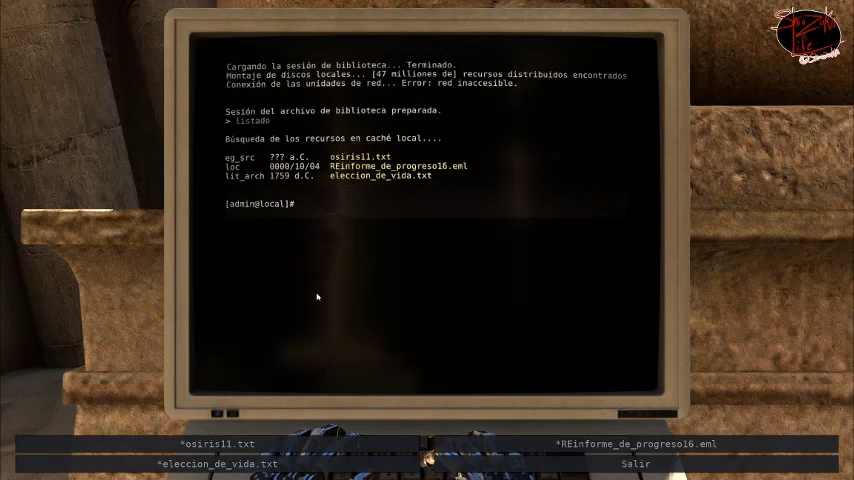 Cargando la sesión de biblioteca... Terminado.
Montaje de discos locales... [47 millones de] recursos distribuidos encontrados
Conexión de las unidades de red... Error: red inaccesible.
Sesión del archivo de biblioteca preparada.
> listado
Búsqueda de los recursos en caché local....
eg_src ??? a.C. osiris11.txt
loc 0000/10/04 REinforme_de_progreso16.eml
lit_arch 1759 d.C. eleccion_de_vida.txt
[admin@local]#
*osiris11.txt *REinforme_de_progreso16.eml
*eleccion_de_vida.txt Salir